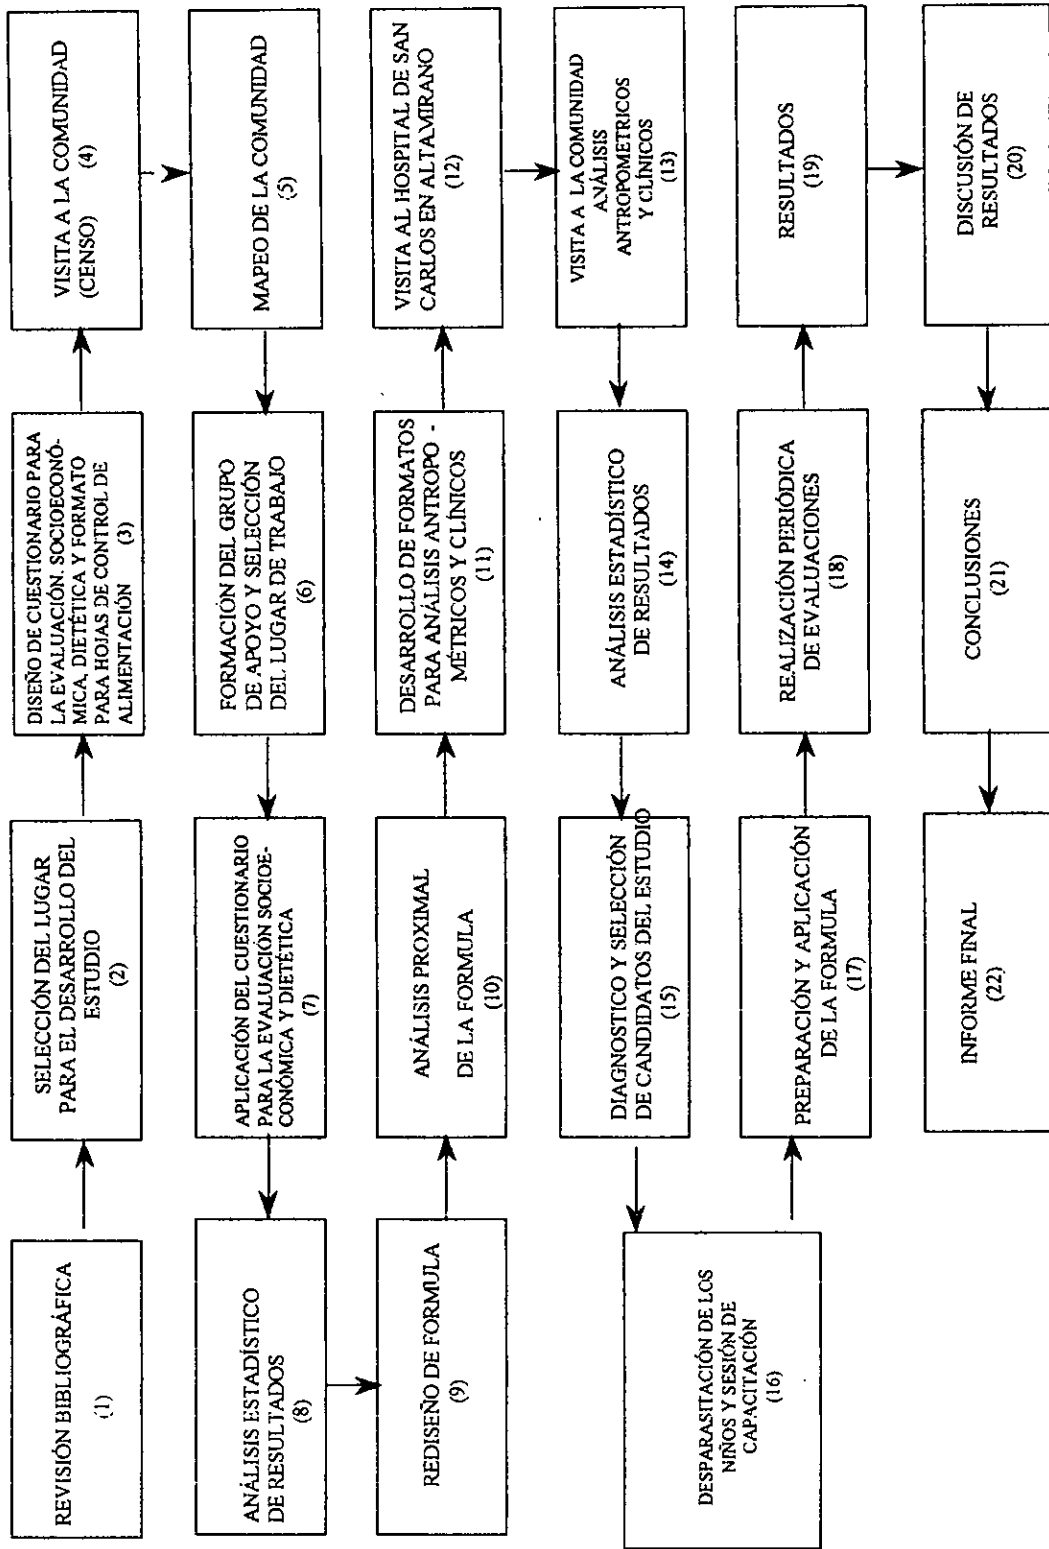 REVISIÓN BIBLIOGRÁFICA
(1)
SELECCIÓN DEL LUGAR
PARA EL DESARROLLO DEL
ESTUDIO
(2)
DISEÑO DE CUESTIONARIO PARA
LA EVALUACIÓN. SOCIOECONÓ-
MICA, DIETÉTICA Y FORMATO
PARA HOJAS DE CONTROL DE
ALIMENTACIÓN (3)
VISITA A LA COMUNIDAD
(CENSO) (4)
MAPEO DE LA COMUNIDAD
(5)
FORMACIÓN DEL GRUPO
DE APOYO Y SELECCIÓN
DEL LUGAR DE TRABAJO
(6)
APLICACIÓN DEL CUESTIONARIO
PARA LA EVALUACIÓN SOCIOE-
CONÓMICA Y DIETÉTICA
(7)
ANÁLISIS ESTADÍSTICO
DE RESULTADOS
(8)
REDISEÑO DE FORMULA
(9)
ANÁLISIS PROXIMAL
DE LA FORMULA
(10)
DESARROLLO DE FORMATOS
PARA ANÁLISIS ANTROPO -
MÉTRICOS Y CLÍNICOS
(11)
VISITA AL HOSPITAL DE SAN
CARLOS EN ALTAMIRANO
(12)
VISITA A LA COMUNIDAD
ANÁLISIS
ANTROPOMETRICOS
Y CLÍNICOS
(13)
ANÁLISIS ESTADÍSTICO
DE RESULTADOS
(14)
DIAGNOSTICO Y SELECCIÓN
DE CANDIDATOS DEL ESTUDIO
(15)
DESPARASITACIÓN DE LOS
NIÑOS Y SESIÓN DE
CAPACITACIÓN
(16)
PREPARACIÓN Y APLICACIÓN
DE LA FORMULA
(17)
REALIZACIÓN PERIÓDICA
DE EVALUACIONES
(18)
RESULTADOS
(19)
DISCUSIÓN DE
RESULTADOS
(20)
CONCLUSIONES
(21)
INFORME FINAL
(22)